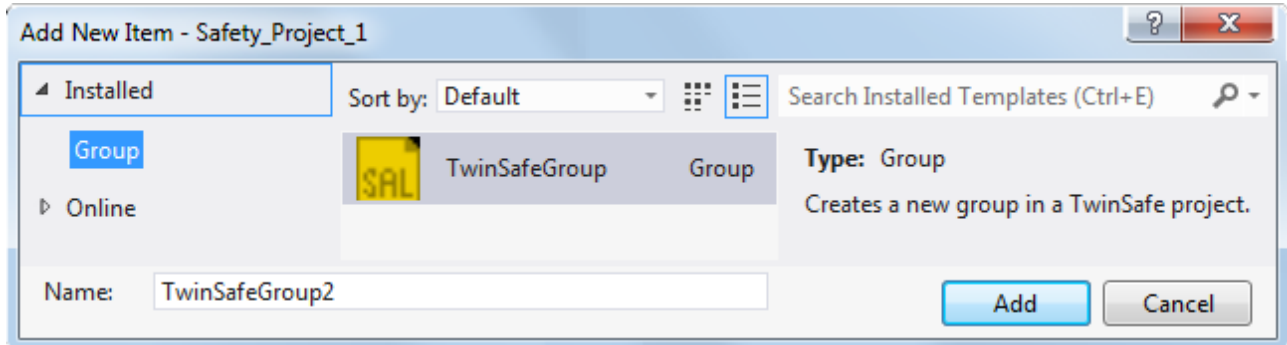 Add New Item - Safety_Project_1
Installed
Sort by: Default
Search Installed Templates (Ctrl+E)
Group
SAL
TwinSafeGroup Group
Type: Group
Online
Creates a new group in a TwinSafe project.
Name: TwinSafeGroup2
Add Cancel